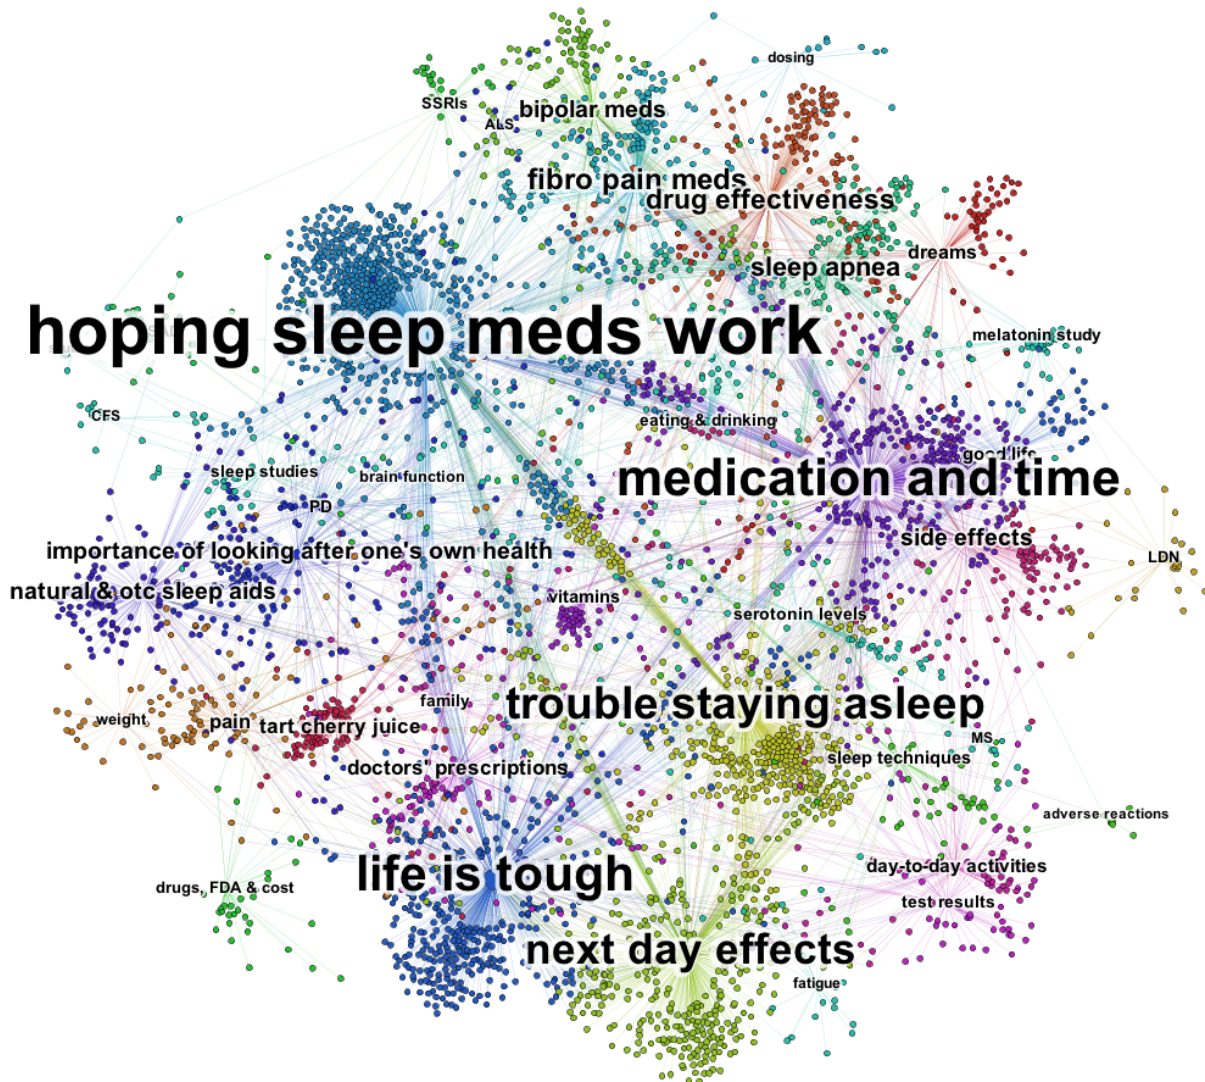 dosing
SSRIs
bipolar meds
ALS
fibro pain meds
drug effectiveness
dreams
sleep apnea
hoping sleep meds work
melatonin study
CFS
eating & drinking
good life
sleep studies
brain function
medication and time
PD
side effects
importance of looking after one's own health
LDN
natural & otc sleep aids
vitamins
serotonin levels
family
trouble staying asleep
weight
pain
tart cherry juice
MS
sleep techniques
doctors' prescriptions
adverse reactions
life is tough
day-to-day activities
drugs, FDA & cost
test results
next day effects
fatigue